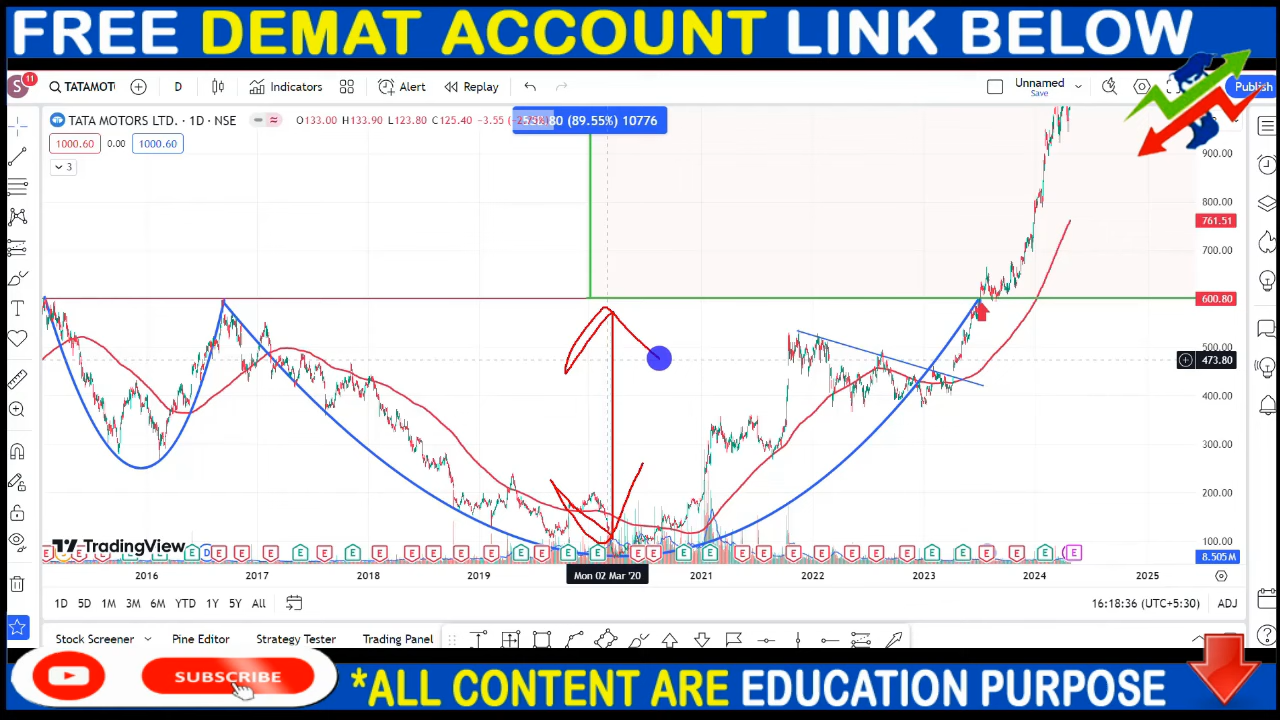 FREE DEMAT ACCOUNT LINK BELOW
S 11 TATAMOT D Indicators Alert Replay Unnamed Save Publish
TATA MOTORS LTD. · 1D · NSE O133.00 H133.90 L123.80 C125.40 -3.55
80 (89.55%) 10776
1000.60 0.00 1000.60
3
900.00
800.00
761.51
700.00
600.80
500.00
473.80
400.00
300.00
200.00
100.00
TradingView
E E E E E E E E E D E E E E E E E E E E E E E E E E E E E E E E E E E E
8.505M
2016 2017 2018 2019 Mon 02 Mar '20 2021 2022 2023 2024 2025
1D 5D 1M 3M 6M YTD 1Y 5Y All 16:18:36 (UTC+5:30) ADJ
Stock Screener Pine Editor Strategy Tester Trading Panel
SUBSCRIBE
*ALL CONTENT ARE EDUCATION PURPOSE